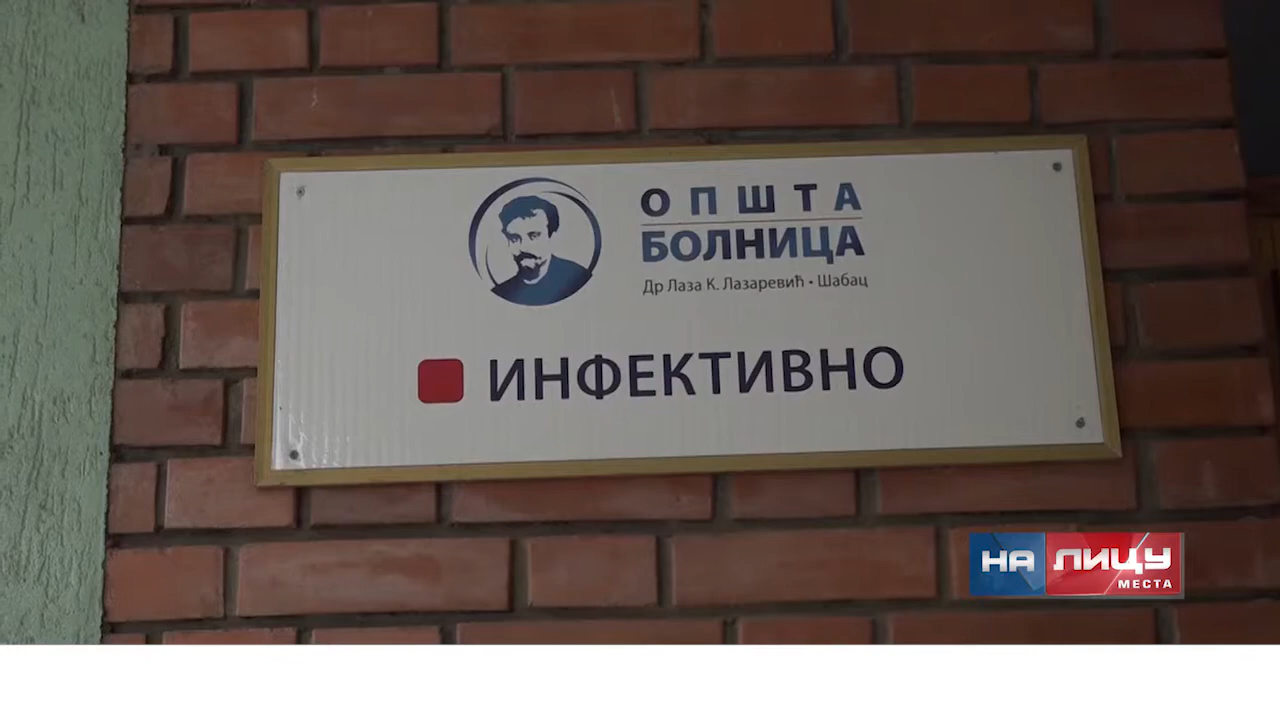 ОПШТА
БОЛНИЦА
Др Лаза К. Лазаревић • Шабац
ИНФЕКТИВНО
НА ЛИЦУ
МЕСТА